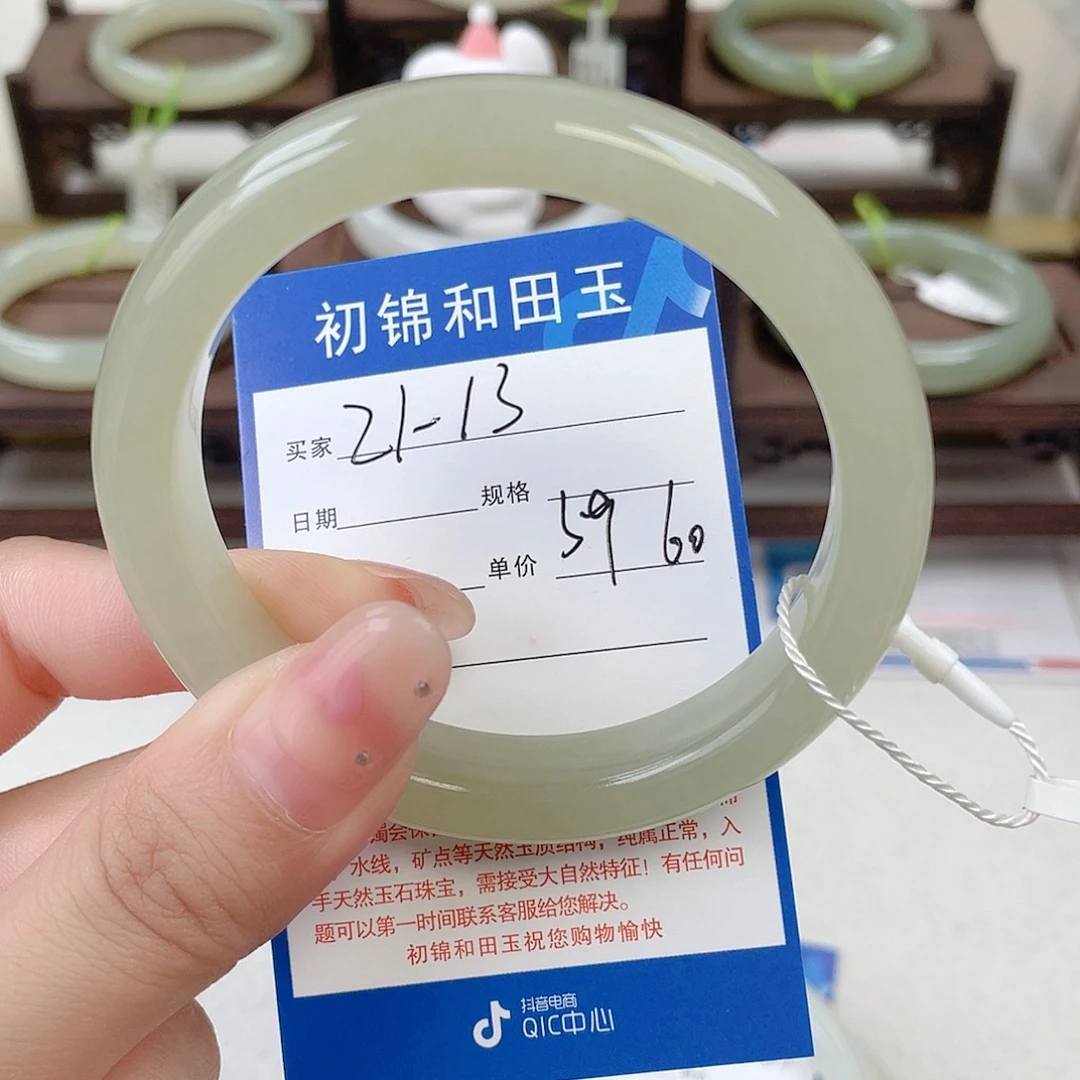 初锦和田玉
买家 21-13
日期 规格
单价 59 60
水线，矿点等天然玉质结构，纯属正常，入
手天然玉石珠宝，需接受大自然特征！有任何问
题可以第一时间联系客服给您解决。
初锦和田玉祝您购物愉快
抖音电商
QIC中心